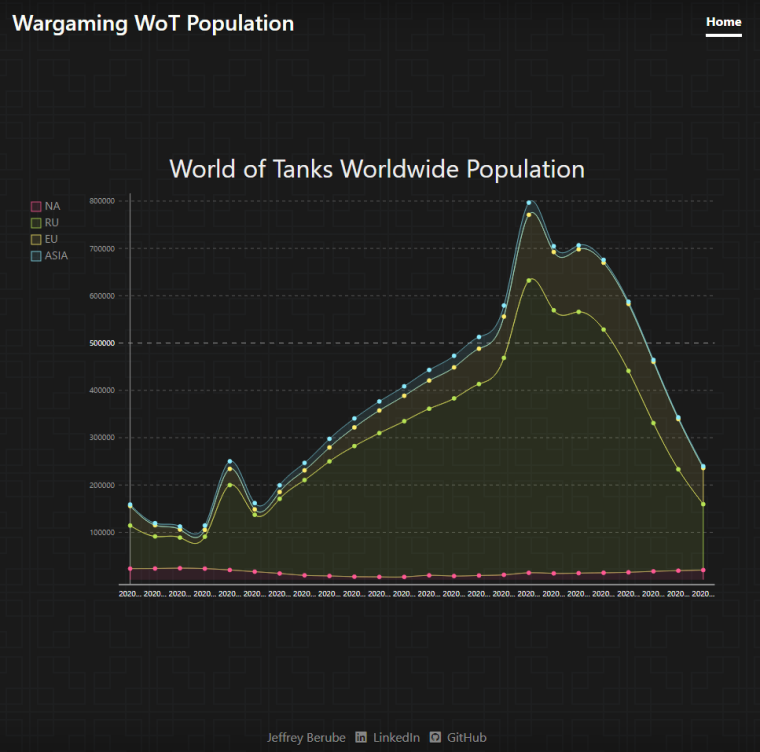 Wargaming WoT Population
Home
World of Tanks Worldwide Population
NA
RU
EU
ASIA
800000
700000
600000
500000
400000
300000
200000
100000
2020... 2020... 2020... 2020... 2020... 2020... 2020... 2020... 2020... 2020... 2020... 2020... 2020... 2020... 2020... 2020... 2020... 2020... 2020... 2020... 2020... 2020... 2020... 2020...
Jeffrey Berube LinkedIn GitHub